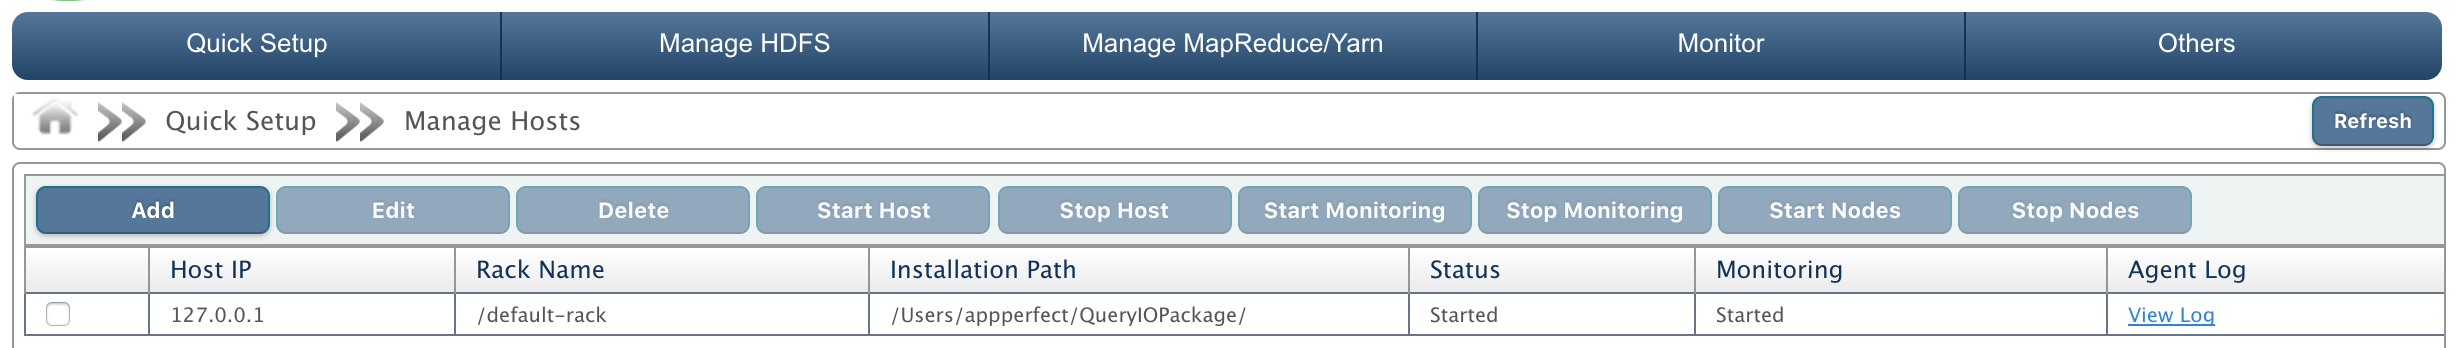 Quick Setup Manage HDFS Manage MapReduce/Yarn Monitor Others
Quick Setup Manage Hosts Refresh
Add Edit Delete Start Host Stop Host Start Monitoring Stop Monitoring Start Nodes Stop Nodes
Host IP Rack Name Installation Path Status Monitoring Agent Log
127.0.0.1 /default-rack /Users/appperfect/QueryIOPackage/ Started Started View Log